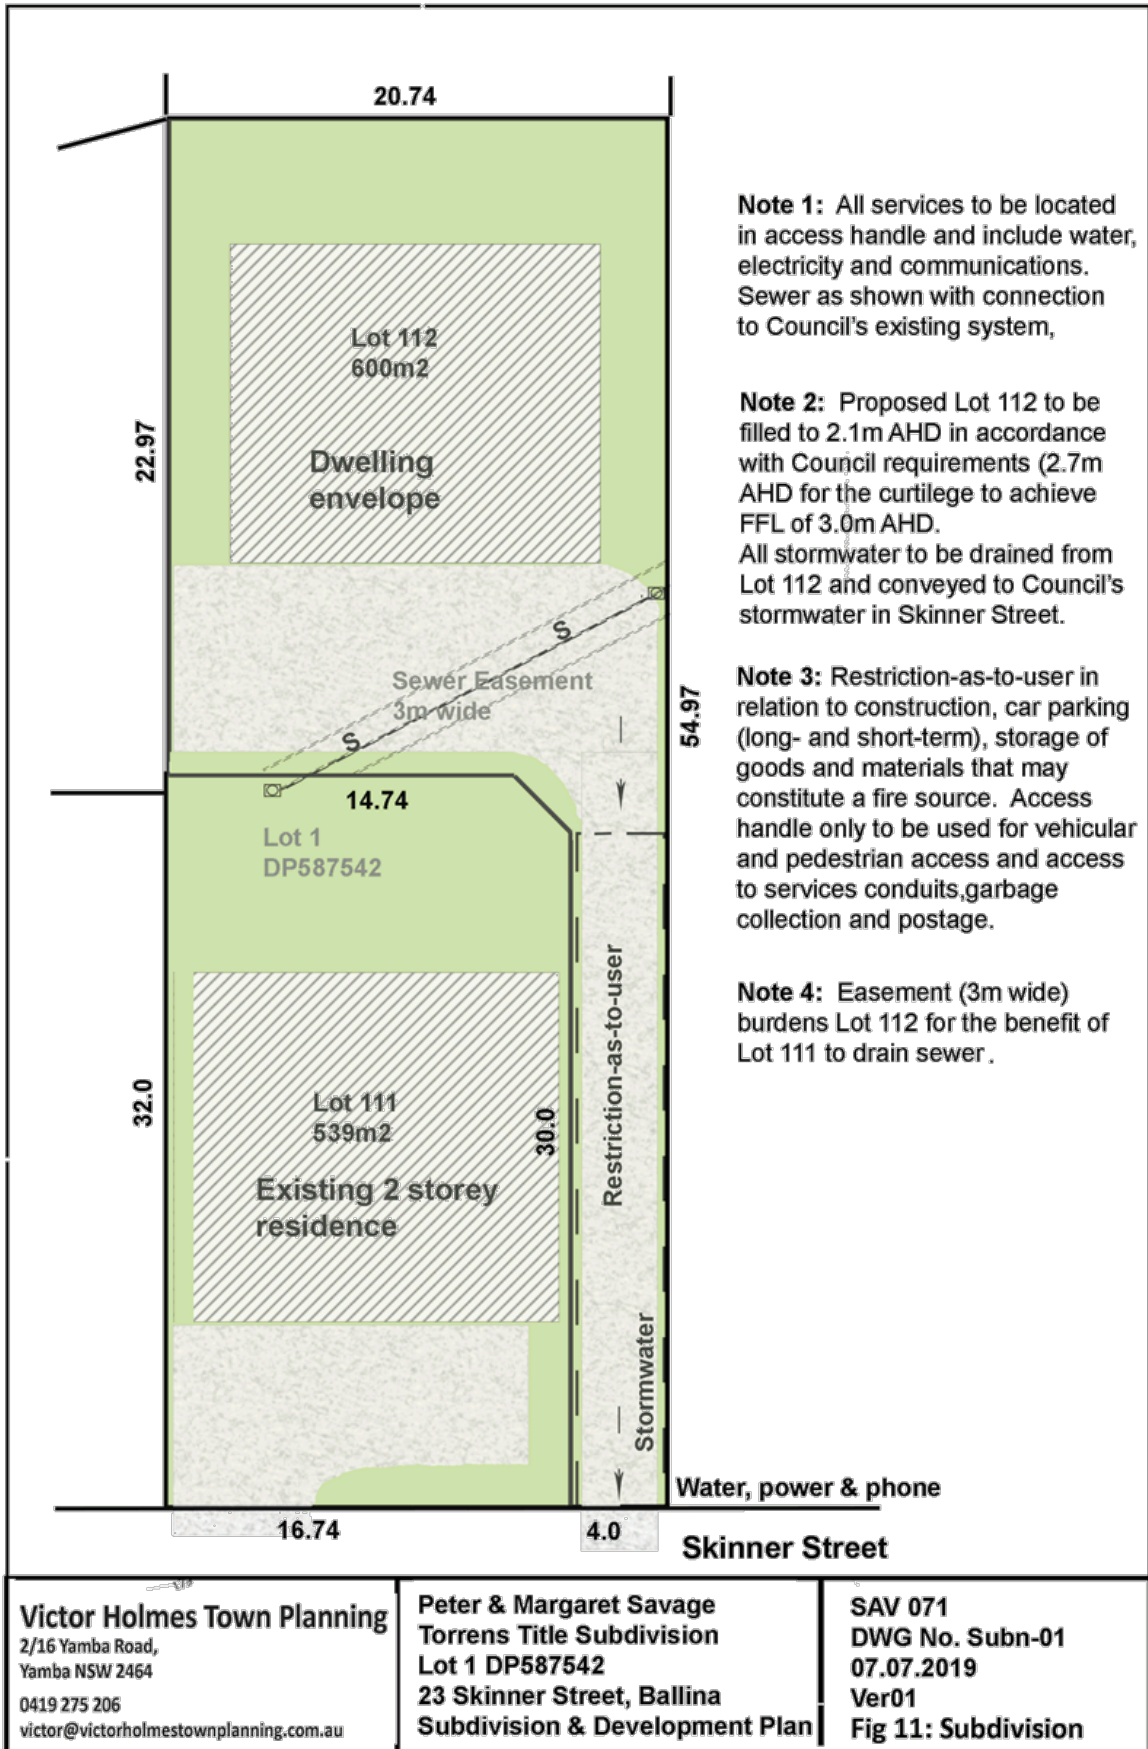 20.74
Note 1: All services to be located
in access handle and include water,
electricity and communications.
Sewer as shown with connection
to Council's existing system,
Lot 112
600m2
Dwelling
envelope
22.97
Note 2: Proposed Lot 112 to be
filled to 2.1m AHD in accordance
with Council requirements (2.7m
AHD for the curtilege to achieve
FFL of 3.0m AHD.
All stormwater to be drained from
Lot 112 and conveyed to Council's
stormwater in Skinner Street.
S
Sewer Easement
3m wide
S
54.97
Note 3: Restriction-as-to-user in
relation to construction, car parking
(long- and short-term), storage of
goods and materials that may
constitute a fire source. Access
handle only to be used for vehicular
and pedestrian access and access
to services conduits,garbage
collection and postage.
14.74
Lot 1
DP587542
Note 4: Easement (3m wide)
burdens Lot 112 for the benefit of
Lot 111 to drain sewer .
32.0
Lot 111
539m2
Existing 2 storey
residence
30.0
Restriction-as-to-user
Stormwater
Water, power & phone
16.74
4.0
Skinner Street
Victor Holmes Town Planning
2/16 Yamba Road,
Yamba NSW 2464
0419 275 206
victor@victorholmestownplanning.com.au
Peter & Margaret Savage
Torrens Title Subdivision
Lot 1 DP587542
23 Skinner Street, Ballina
Subdivision & Development Plan
SAV 071
DWG No. Subn-01
07.07.2019
Ver01
Fig 11: Subdivision